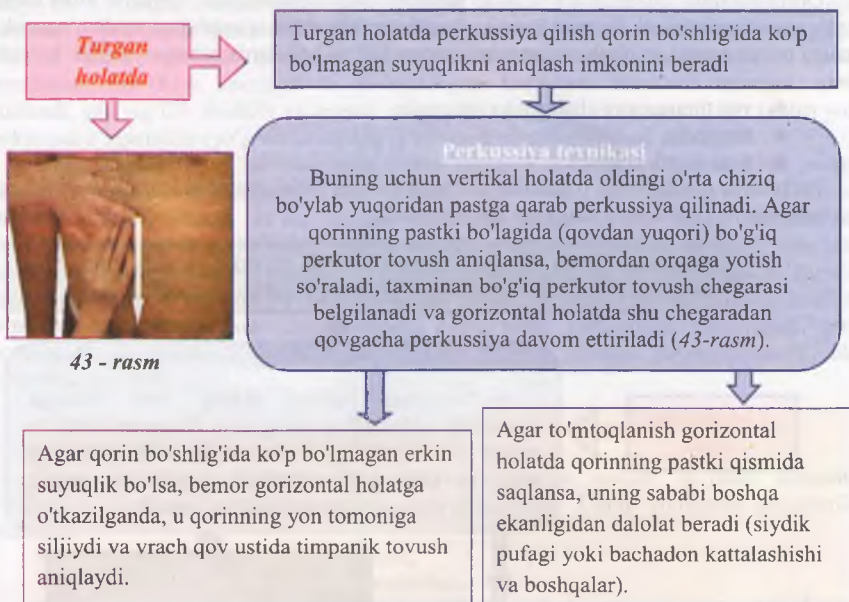 Turgan
holatda
Turgan holatda perkussiya qilish qorin bo'shlig'ida ko'p
bo'lmagan suyuqlikni aniqlash imkonini beradi
Perkussiya texnikasi
Buning uchun vertikal holatda oldingi o'rta chiziq
bo'ylab yuqoridan pastga qarab perkussiya qilinadi. Agar
qorinning pastki bo'lagida (qovdan yuqori) bo'g'iq
perkutor tovush aniqlansa, bemordan orqaga yotish
so'raladi, taxminan bo'g'iq perkutor tovush chegarasi
belgilanadi va gorizontal holatda shu chegaradan
qovgacha perkussiya davom ettiriladi (43-rasm).
43 - rasm
Agar qorin bo'shlig'ida ko'p bo'lmagan erkin
suyuqlik bo'lsa, bemor gorizontal holatga
o'tkazilganda, u qorinning yon tomoniga
siljiydi va vrach qov ustida timpanik tovush
aniqlaydi.
Agar to'mtoqlanish gorizontal
holatda qorinning pastki qismida
saqlansa, uning sababi boshqa
ekanligidan dalolat beradi (siydik
pufagi yoki bachadon kattalashishi
va boshqalar).